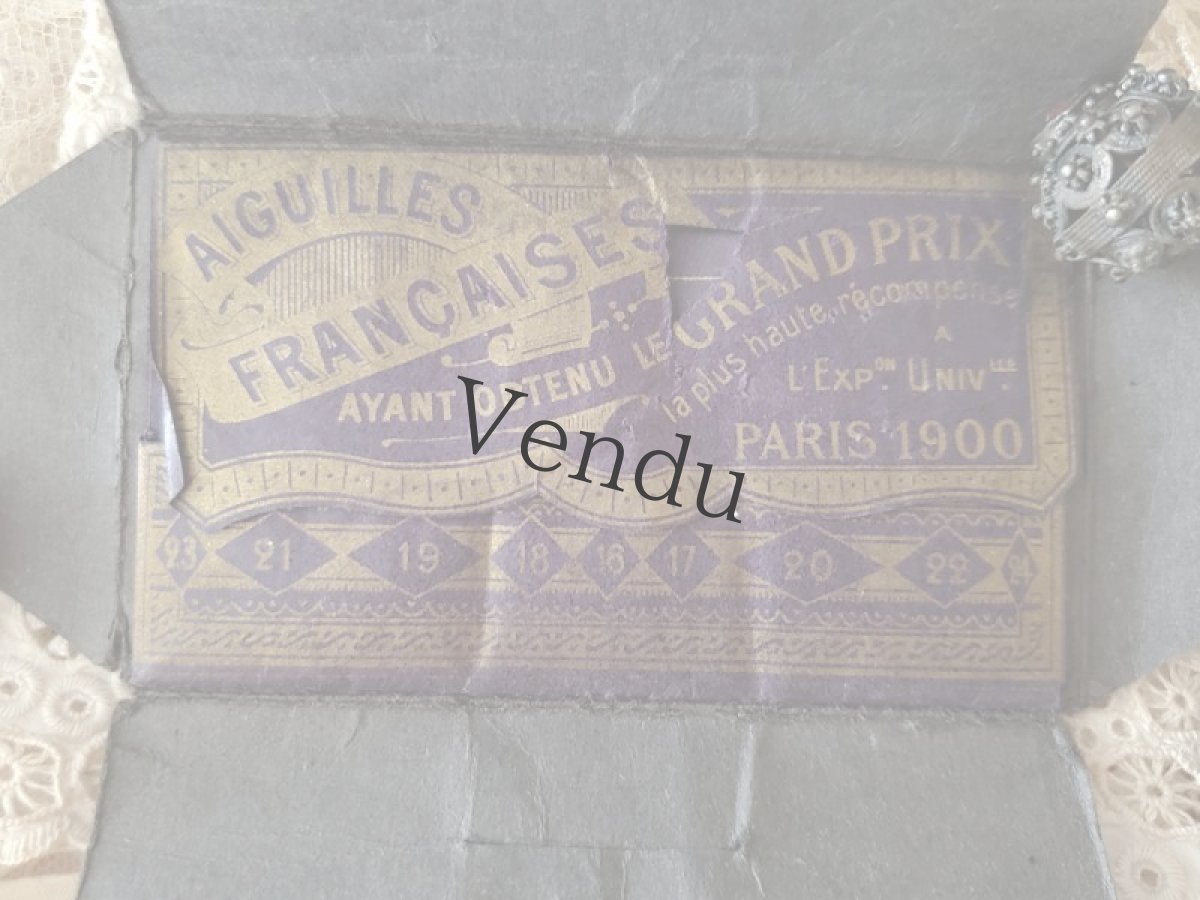 AIGUILLES
FRANÇAISES
AYANT OBTENU LE GRAND PRIX
la plus haute récompense
A
L'EXPON. UNIVLLE.
PARIS 1900
Vendu
23 21 19 18 16 17 20 22 24